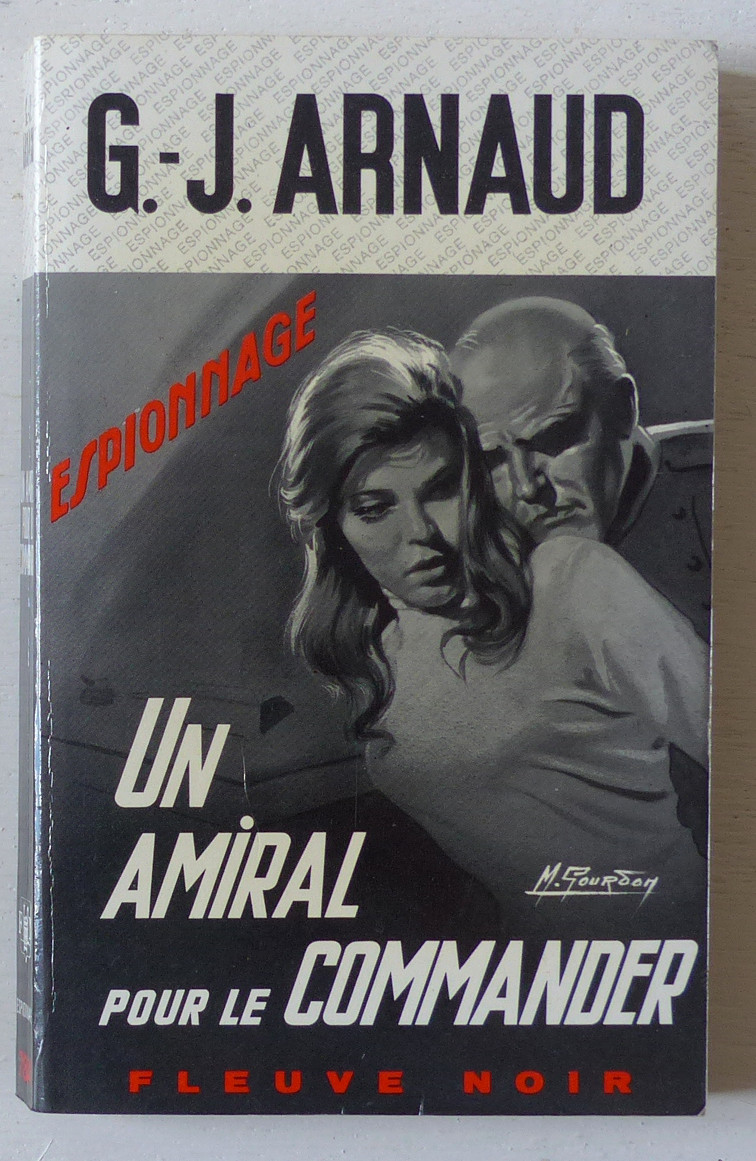 G.-J. ARNAUD
ESPIONNAGE
UN
AMIRAL
POUR LE COMMANDER
M. GOURDON
FLEUVE NOIR